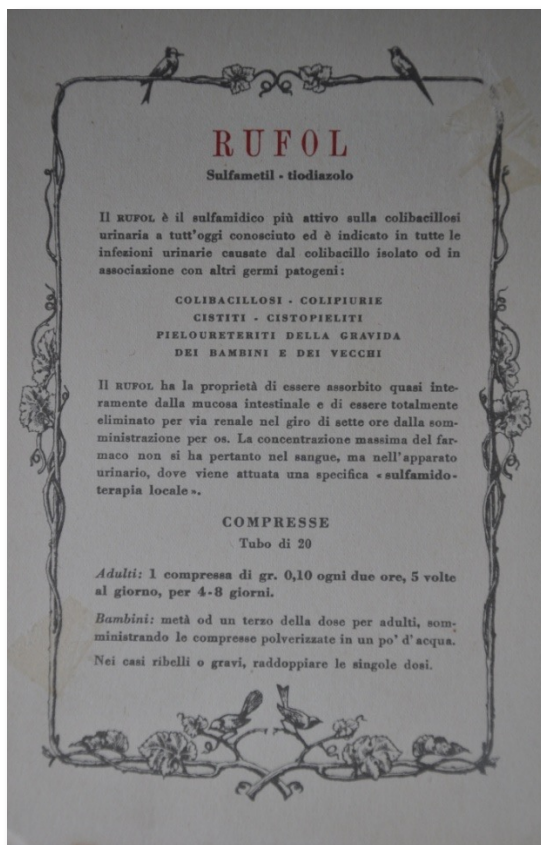 RUFOL
Sulfametil - tiodiazolo
Il RUFOL è il sulfamidico più attivo sulla colibacillosi
urinaria a tutt'oggi conosciuto ed è indicato in tutte le
infezioni urinarie causate dal colibacillo isolato od in
associazione con altri germi patogeni:
COLIBACILLOSI - COLIPIURIE
CISTITI - CISTOPIELITI
PIELOURETERITI DELLA GRAVIDA
DEI BAMBINI E DEI VECCHI
Il RUFOL ha la proprietà di essere assorbito quasi inte-
ramente dalla mucosa intestinale e di essere totalmente
eliminato per via renale nel giro di sette ore dalla som-
ministrazione per os. La concentrazione massima del far-
maco non si ha pertanto nel sangue, ma nell'apparato
urinario, dove viene attuata una specifica «sulfamido-
terapia locale».
COMPRESSE
Tubo di 20
Adulti: 1 compressa di gr. 0,10 ogni due ore, 5 volte
al giorno, per 4-8 giorni.
Bambini: metà od un terzo della dose per adulti, som-
ministrando le compresse polverizzate in un po' d'acqua.
Nei casi ribelli o gravi, raddoppiare le singole dosi.